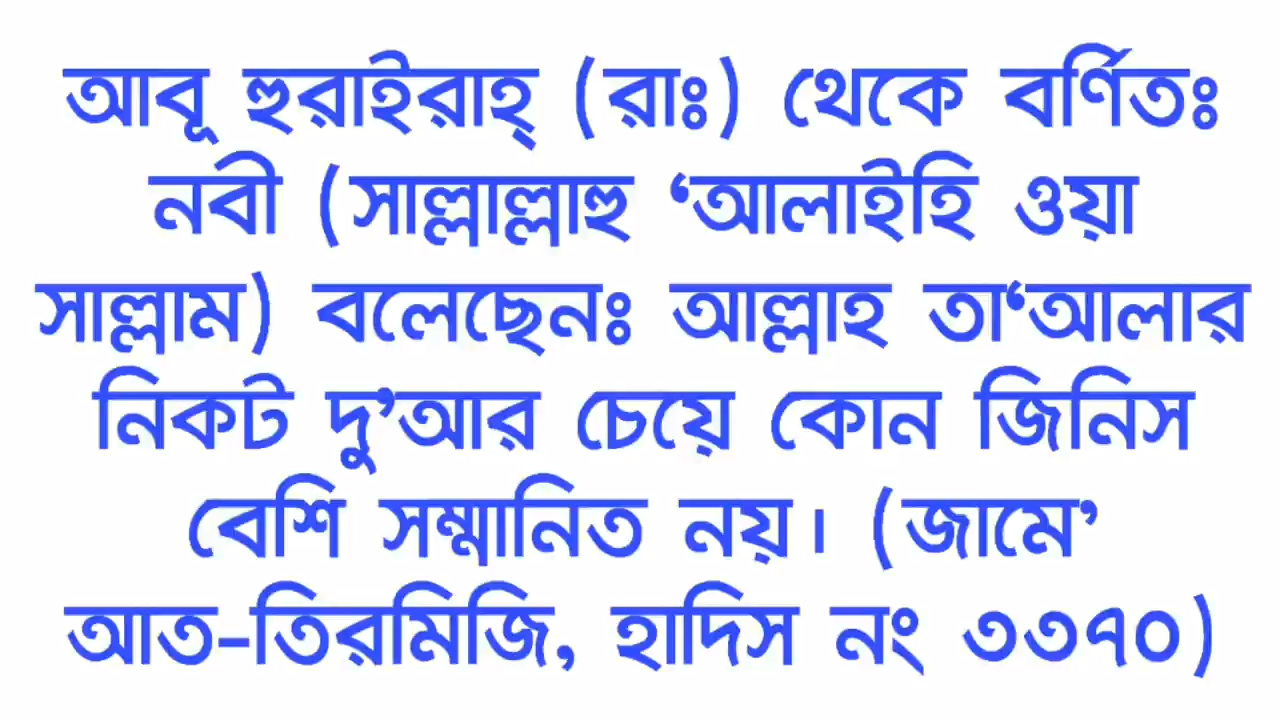 আবূ হুরাইরাহ্ (রাঃ) থেকে বর্ণিতঃ
নবী (সাল্লাল্লাহু ‘আলাইহি ওয়া
সাল্লাম) বলেছেনঃ আল্লাহ তা‘আলার
নিকট দু’আর চেয়ে কোন জিনিস
বেশি সম্মানিত নয়। (জামে’
আত-তিরমিজি, হাদিস নং ৩৩৭০)